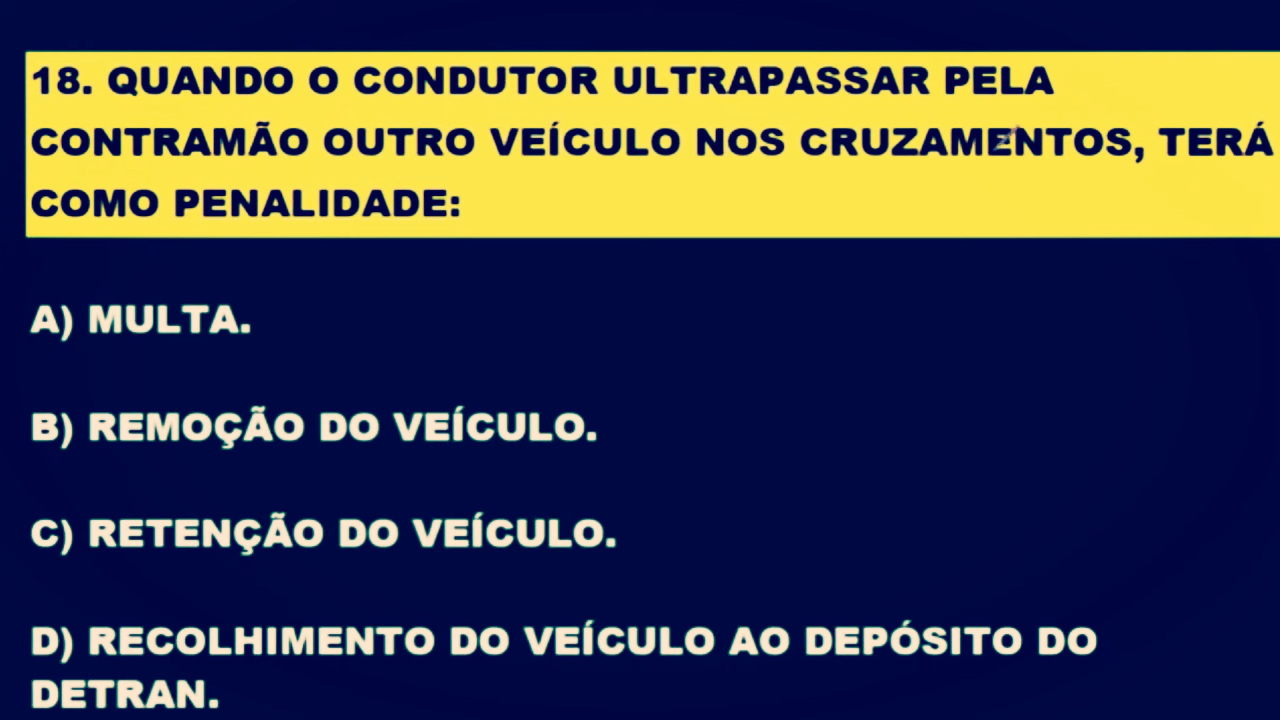 18. QUANDO O CONDUTOR ULTRAPASSAR PELA
CONTRAMÃO OUTRO VEÍCULO NOS CRUZAMENTOS, TERÁ
COMO PENALIDADE:
A) MULTA.
B) REMOÇÃO DO VEÍCULO.
C) RETENÇÃO DO VEÍCULO.
D) RECOLHIMENTO DO VEÍCULO AO DEPÓSITO DO
DETRAN.